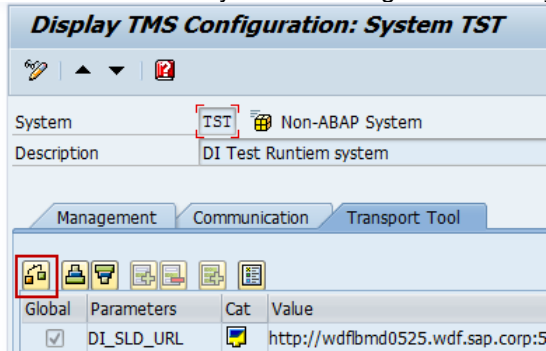 Display TMS Configuration: System TST
System TST Non-ABAP System
Description DI Test Runtiem system
Management Communication Transport Tool
Global Parameters Cat Value
DI_SLD_URL http://wdflbmd0525.wdf.sap.corp:5